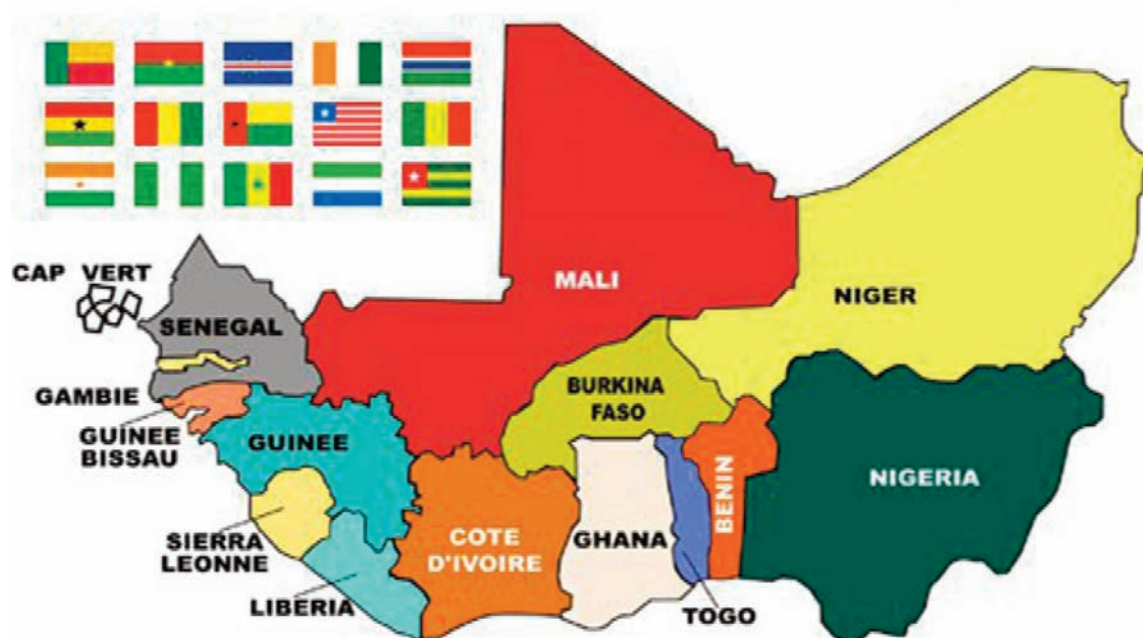 CAP VERT
SENEGAL
GAMBIE
GUINEE
BISSAU
GUINEE
SIERRA
LEONNE
LIBERIA
MALI
NIGER
BURKINA
FASO
COTE
D'IVOIRE
GHANA
TOGO
BENIN
NIGERIA